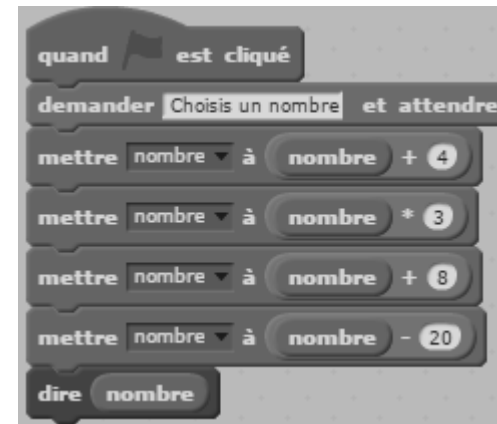 quand est cliqué
demander Choisis un nombre et attendre
mettre nombre à nombre + 4
mettre nombre à nombre * 3
mettre nombre à nombre + 8
mettre nombre à nombre - 20
dire nombre